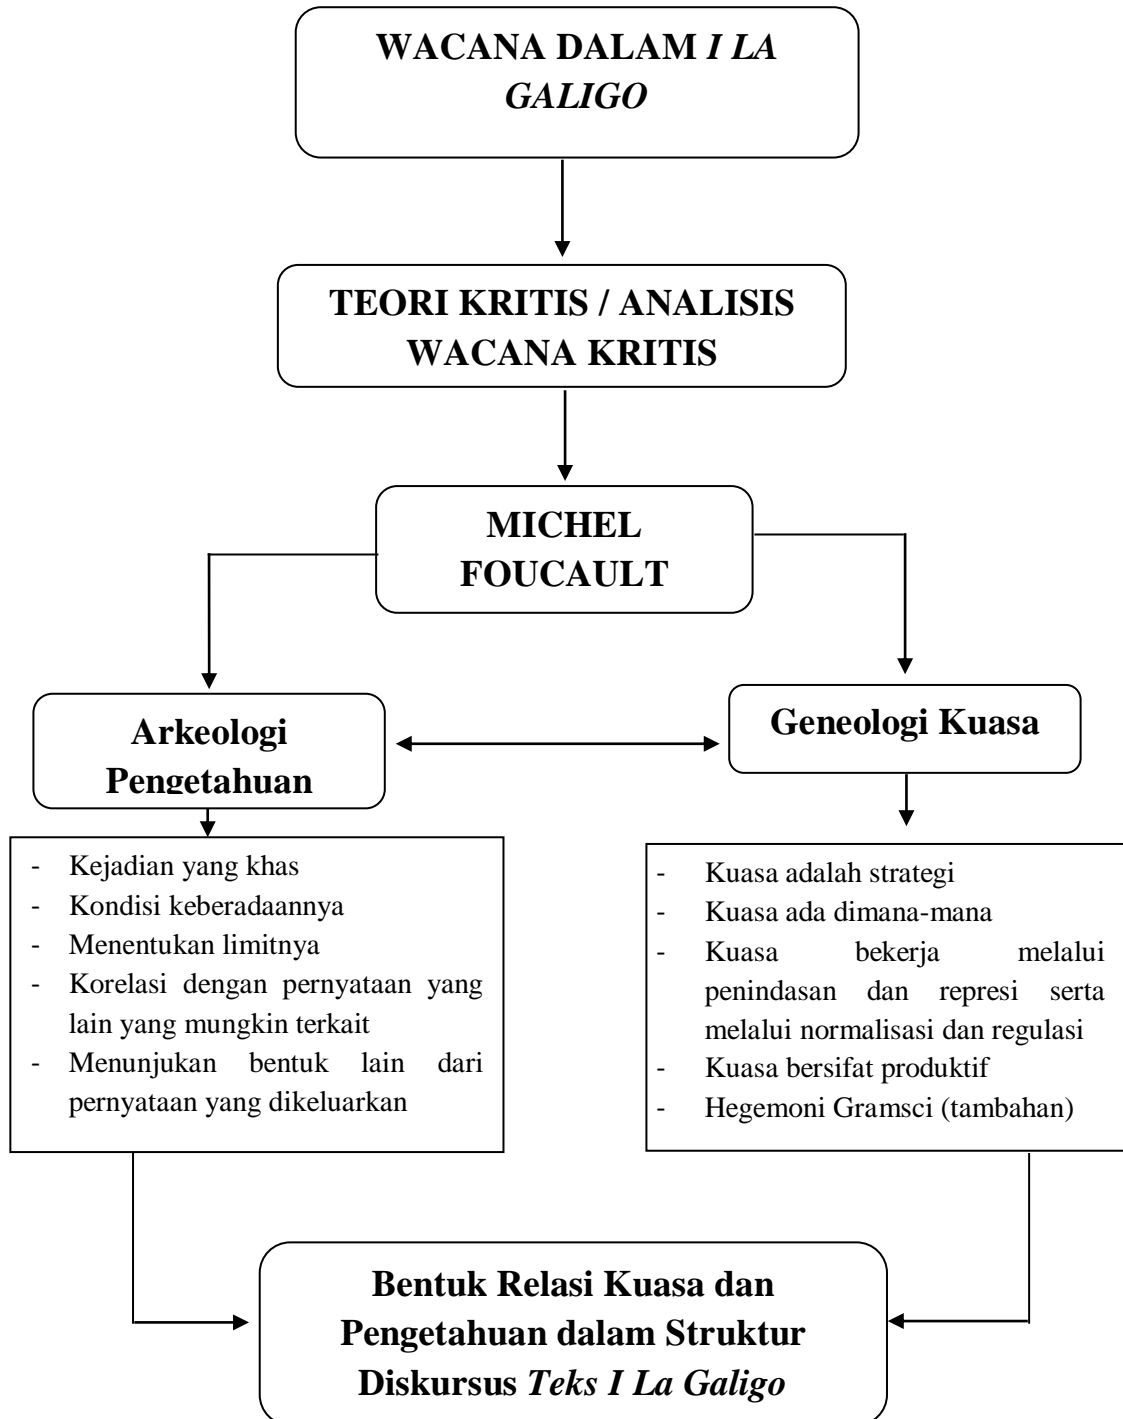 WACANA DALAM I LA
GALIGO
TEORI KRITIS / ANALISIS
WACANA KRITIS
MICHEL
FOUCAULT
Arkeologi
Pengetahuan
Geneologi Kuasa
- Kejadian yang khas
- Kondisi keberadaannya
- Menentukan limitnya
- Korelasi dengan pernyataan yang
lain yang mungkin terkait
- Menunjukan bentuk lain dari
pernyataan yang dikeluarkan
- Kuasa adalah strategi
- Kuasa ada dimana-mana
- Kuasa bekerja melalui
penindasan dan represi serta
melalui normalisasi dan regulasi
- Kuasa bersifat produktif
- Hegemoni Gramsci (tambahan)
Bentuk Relasi Kuasa dan
Pengetahuan dalam Struktur
Diskursus Teks I La Galigo